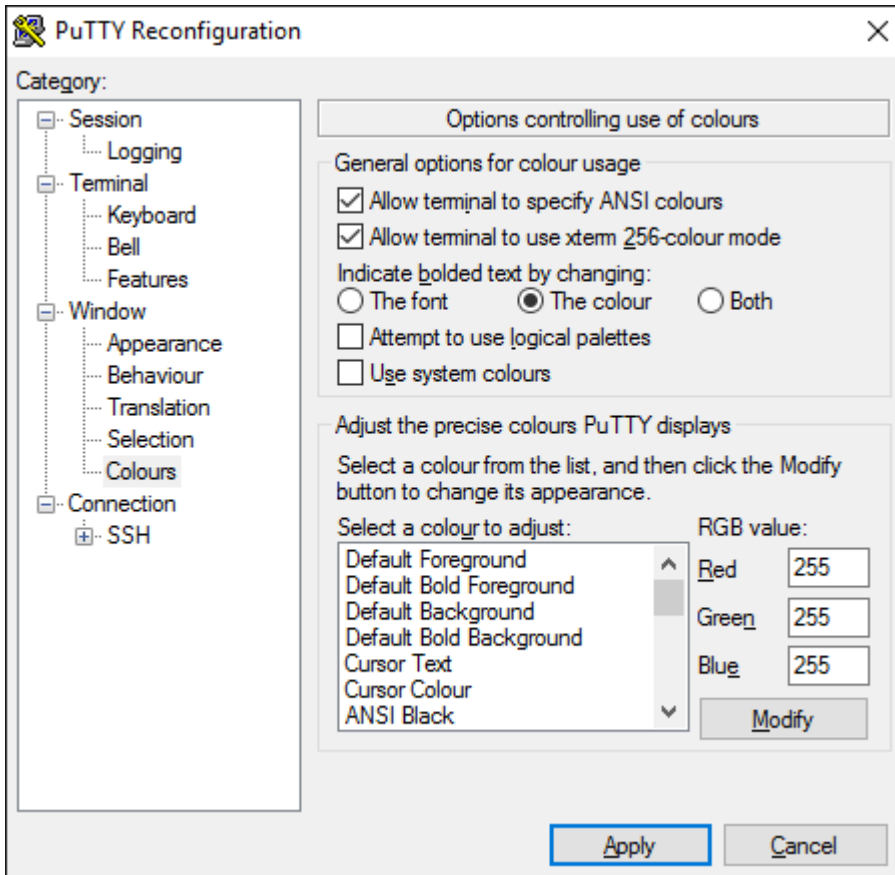 PuTTY Reconfiguration
Category:
Session
Logging
Terminal
Keyboard
Bell
Features
Window
Appearance
Behaviour
Translation
Selection
Colours
Connection
SSH
Options controlling use of colours
General options for colour usage
Allow terminal to specify ANSI colours
Allow terminal to use xterm 256-colour mode
Indicate bolded text by changing:
The font The colour Both
Attempt to use logical palettes
Use system colours
Adjust the precise colours PuTTY displays
Select a colour from the list, and then click the Modify
button to change its appearance.
Select a colour to adjust:
Default Foreground
Default Bold Foreground
Default Background
Default Bold Background
Cursor Text
Cursor Colour
ANSI Black
RGB value:
Red 255
Green 255
Blue 255
Modify
Apply Cancel